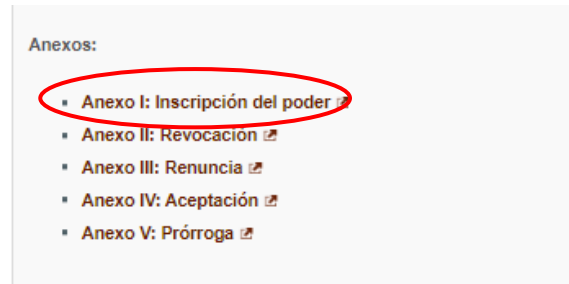 Anexos:
Anexo I: Inscripción del poder
Anexo II: Revocación
Anexo III: Renuncia
Anexo IV: Aceptación
Anexo V: Prórroga